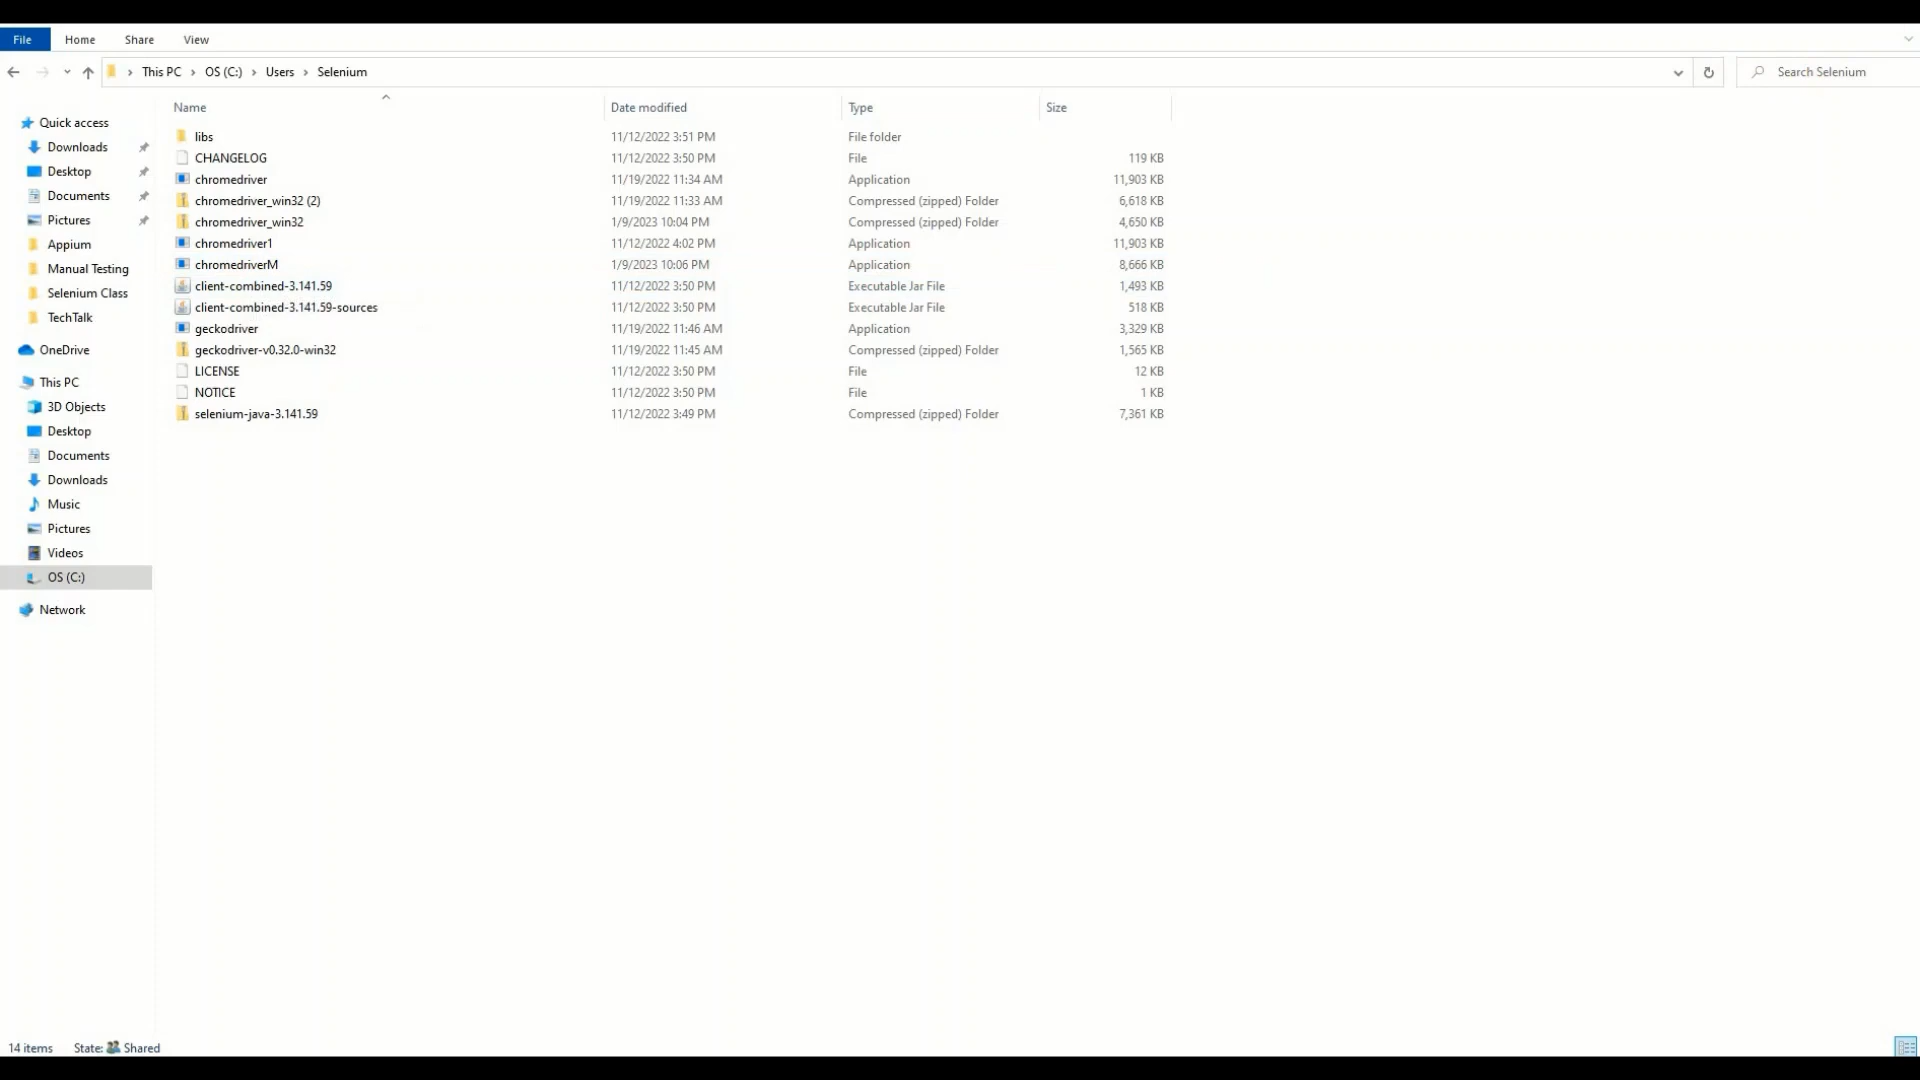 File Home Share View
This PC › OS (C:) › Users › Selenium
Search Selenium
Name Date modified Type Size
Quick access
Downloads
Desktop
Documents
Pictures
Appium
Manual Testing
Selenium Class
TechTalk
OneDrive
This PC
3D Objects
Desktop
Documents
Downloads
Music
Pictures
Videos
OS (C:)
Network
libs 11/12/2022 3:51 PM File folder
CHANGELOG 11/12/2022 3:50 PM File 119 KB
chromedriver 11/19/2022 11:34 AM Application 11,903 KB
chromedriver_win32 (2) 11/19/2022 11:33 AM Compressed (zipped) Folder 6,618 KB
chromedriver_win32 1/9/2023 10:04 PM Compressed (zipped) Folder 4,650 KB
chromedriver1 11/12/2022 4:02 PM Application 11,903 KB
chromedriverM 1/9/2023 10:06 PM Application 8,666 KB
client-combined-3.141.59 11/12/2022 3:50 PM Executable Jar File 1,493 KB
client-combined-3.141.59-sources 11/12/2022 3:50 PM Executable Jar File 518 KB
geckodriver 11/19/2022 11:46 AM Application 3,329 KB
geckodriver-v0.32.0-win32 11/19/2022 11:45 AM Compressed (zipped) Folder 1,565 KB
LICENSE 11/12/2022 3:50 PM File 12 KB
NOTICE 11/12/2022 3:50 PM File 1 KB
selenium-java-3.141.59 11/12/2022 3:49 PM Compressed (zipped) Folder 7,361 KB
14 items State: Shared